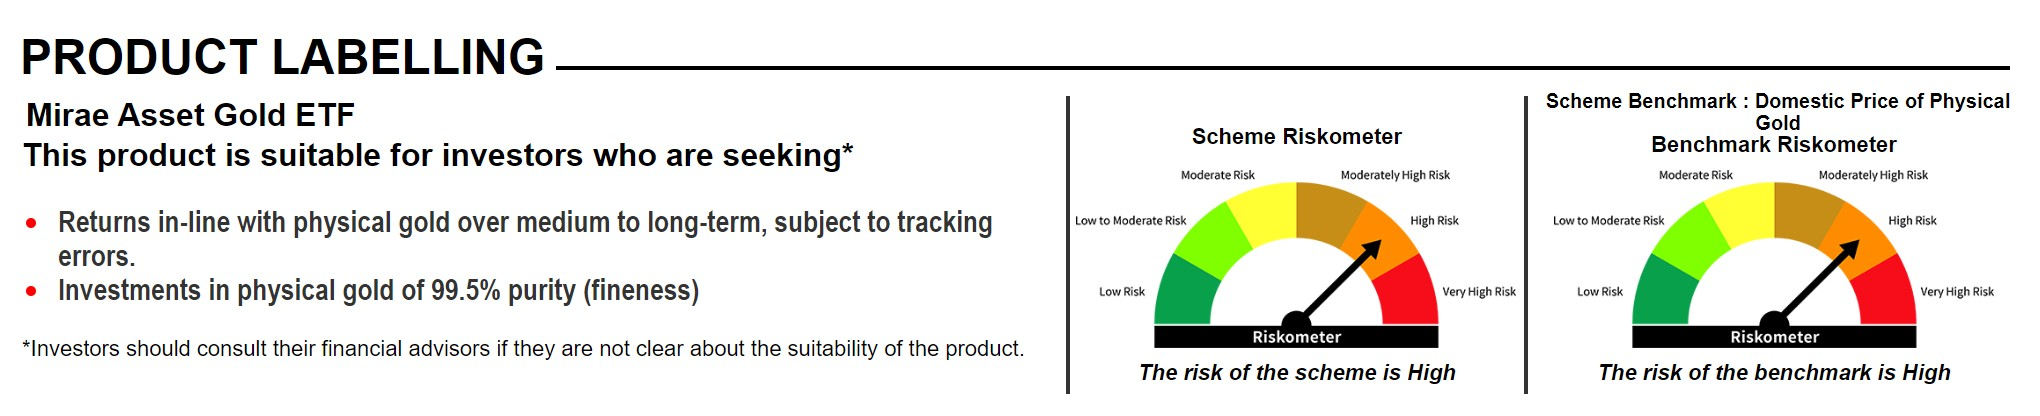 PRODUCT LABELLING
Mirae Asset Gold ETF
This product is suitable for investors who are seeking*
Returns in-line with physical gold over medium to long-term, subject to tracking
errors.
Investments in physical gold of 99.5% purity (fineness)
*Investors should consult their financial advisors if they are not clear about the suitability of the product.
Scheme Riskometer
Moderate Risk
Moderately High Risk
Low to Moderate Risk
High Risk
Low Risk
Very High Risk
Riskometer
The risk of the scheme is High
Scheme Benchmark : Domestic Price of Physical
Gold
Benchmark Riskometer
Moderate Risk
Moderately High Risk
Low to Moderate Risk
High Risk
Low Risk
Very High Risk
Riskometer
The risk of the benchmark is High